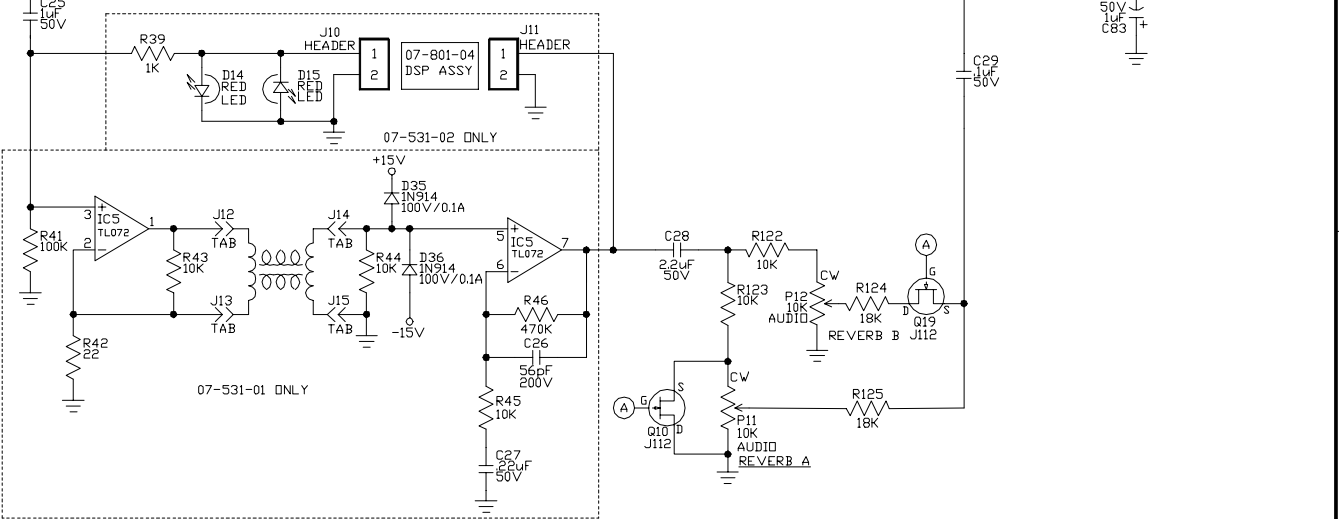 C25
.1uF
50V
50V
1uF
+
C83
R39
1K
J10
HEADER
J11
HEADER
1
2
07-801-04
DSP ASSY
1
2
D14
RED
LED
D15
RED
LED
C29
.1uF
50V
07-531-02 ONLY
+15V
D35
1N914
100V/0.1A
3
+
IC5
TL072
1
2
–
R41
100K
J12
TAB
J14
TAB
R43
10K
R44
10K
D36
1N914
100V/0.1A
5
+
IC5
TL072
7
6
–
C28
2.2uF
50V
R122
10K
A
G
CW
P12
10K
AUDIO
R123
10K
R124
18K
D
S
Q19
J112
REVERB B
J13
TAB
J15
TAB
-15V
R46
470K
C26
56pF
200V
R42
22
07-531-01 ONLY
R45
10K
C27
.22uF
50V
S
CW
A
G
Q10
J112
D
P11
10K
AUDIO
REVERB A
R125
18K